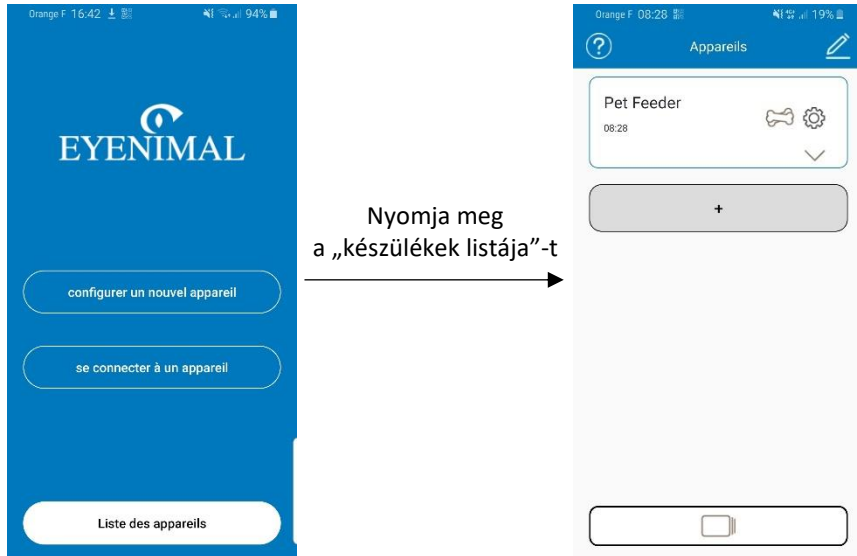 Orange F 16:42
94%
EYENIMAL
configurer un nouvel appareil
se connecter à un appareil
Liste des appareils
Nyomja meg
a „készülékek listája”-t
Orange F 08:28
19%
Appareils
Pet Feeder
08:28
+